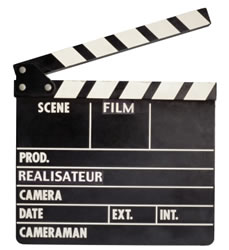 SCENE FILM
PROD.
REALISATEUR
CAMERA
DATE EXT. INT.
CAMERAMAN